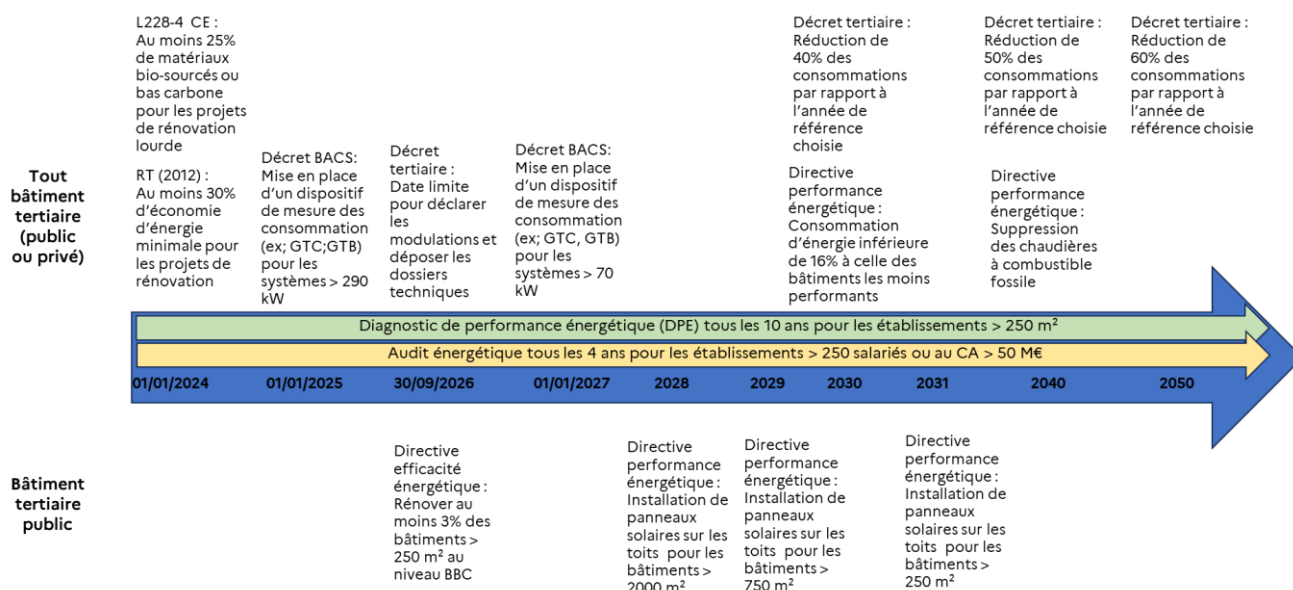 L228-4 CE :
Au moins 25%
de matériaux
bio-sourcés ou
bas carbone
pour les projets
de rénovation
lourde
Décret tertiaire :
Réduction de
40% des
consommations
par rapport à
l'année de
référence
choisie
Décret tertiaire :
Réduction de
50% des
consommations
par rapport à
l'année de
référence choisie
Décret tertiaire :
Réduction de
60% des
consommations
par rapport à
l'année de
référence choisie
Tout
bâtiment
tertiaire
(public
ou privé)
RT (2012) :
Au moins 30%
d'économie
d'énergie
minimale pour
les projets de
rénovation
Décret BACS:
Mise en place
d'un dispositif
de mesure des
consommation
(ex; GTC;GTB)
pour les
systèmes > 290
kW
Décret
tertiaire :
Date limite
pour déclarer
les
modulations et
déposer les
dossiers
techniques
Décret BACS:
Mise en place
d'un dispositif
de mesure des
consommation
(ex; GTC, GTB)
pour les
systèmes > 70
kW
Directive
performance
énergétique :
Consommation
d'énergie inférieure
de 16% à celle des
bâtiments les moins
performants
Directive
performance
énergétique :
Suppression
des chaudières
à combustible
fossile
Diagnostic de performance énergétique (DPE) tous les 10 ans pour les établissements > 250 m²
Audit énergétique tous les 4 ans pour les établissements > 250 salariés ou au CA > 50 M€
01/01/2024 01/01/2025 30/09/2026 01/01/2027 2028 2029 2030 2031 2040 2050
Bâtiment
tertiaire
public
Directive
efficacité
énergétique :
Rénover au
moins 3% des
bâtiments >
250 m² au
niveau BBC
Directive
performance
énergétique :
Installation de
panneaux
solaires sur les
toits pour les
bâtiments >
2000 m²
Directive
performance
énergétique :
Installation de
panneaux
solaires sur les
toits pour les
bâtiments >
750 m²
Directive
performance
énergétique :
Installation de
panneaux
solaires sur les
toits pour les
bâtiments >
250 m²